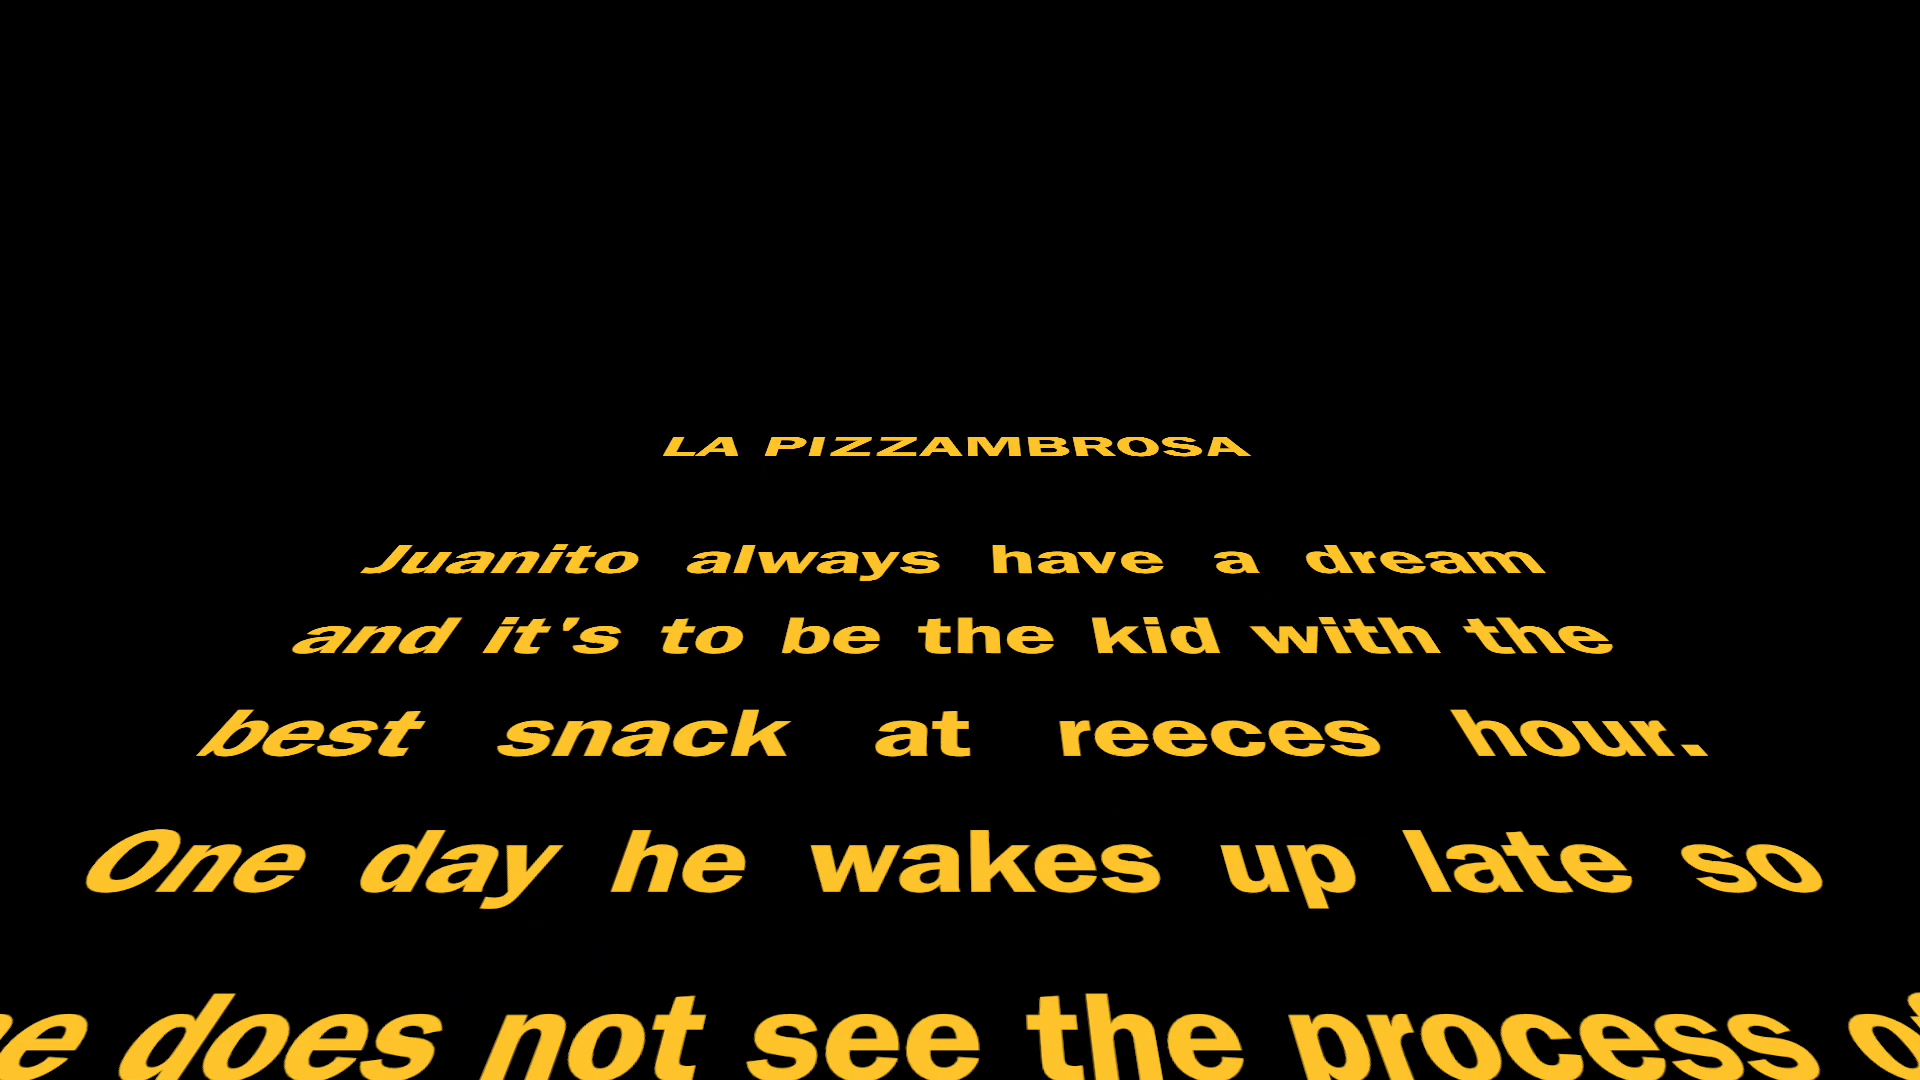 LA PIZZAMBROSA
Juanito always have a dream
and it's to be the kid with the
best snack at reeces hour.
One day he wakes up late so
does not see the process